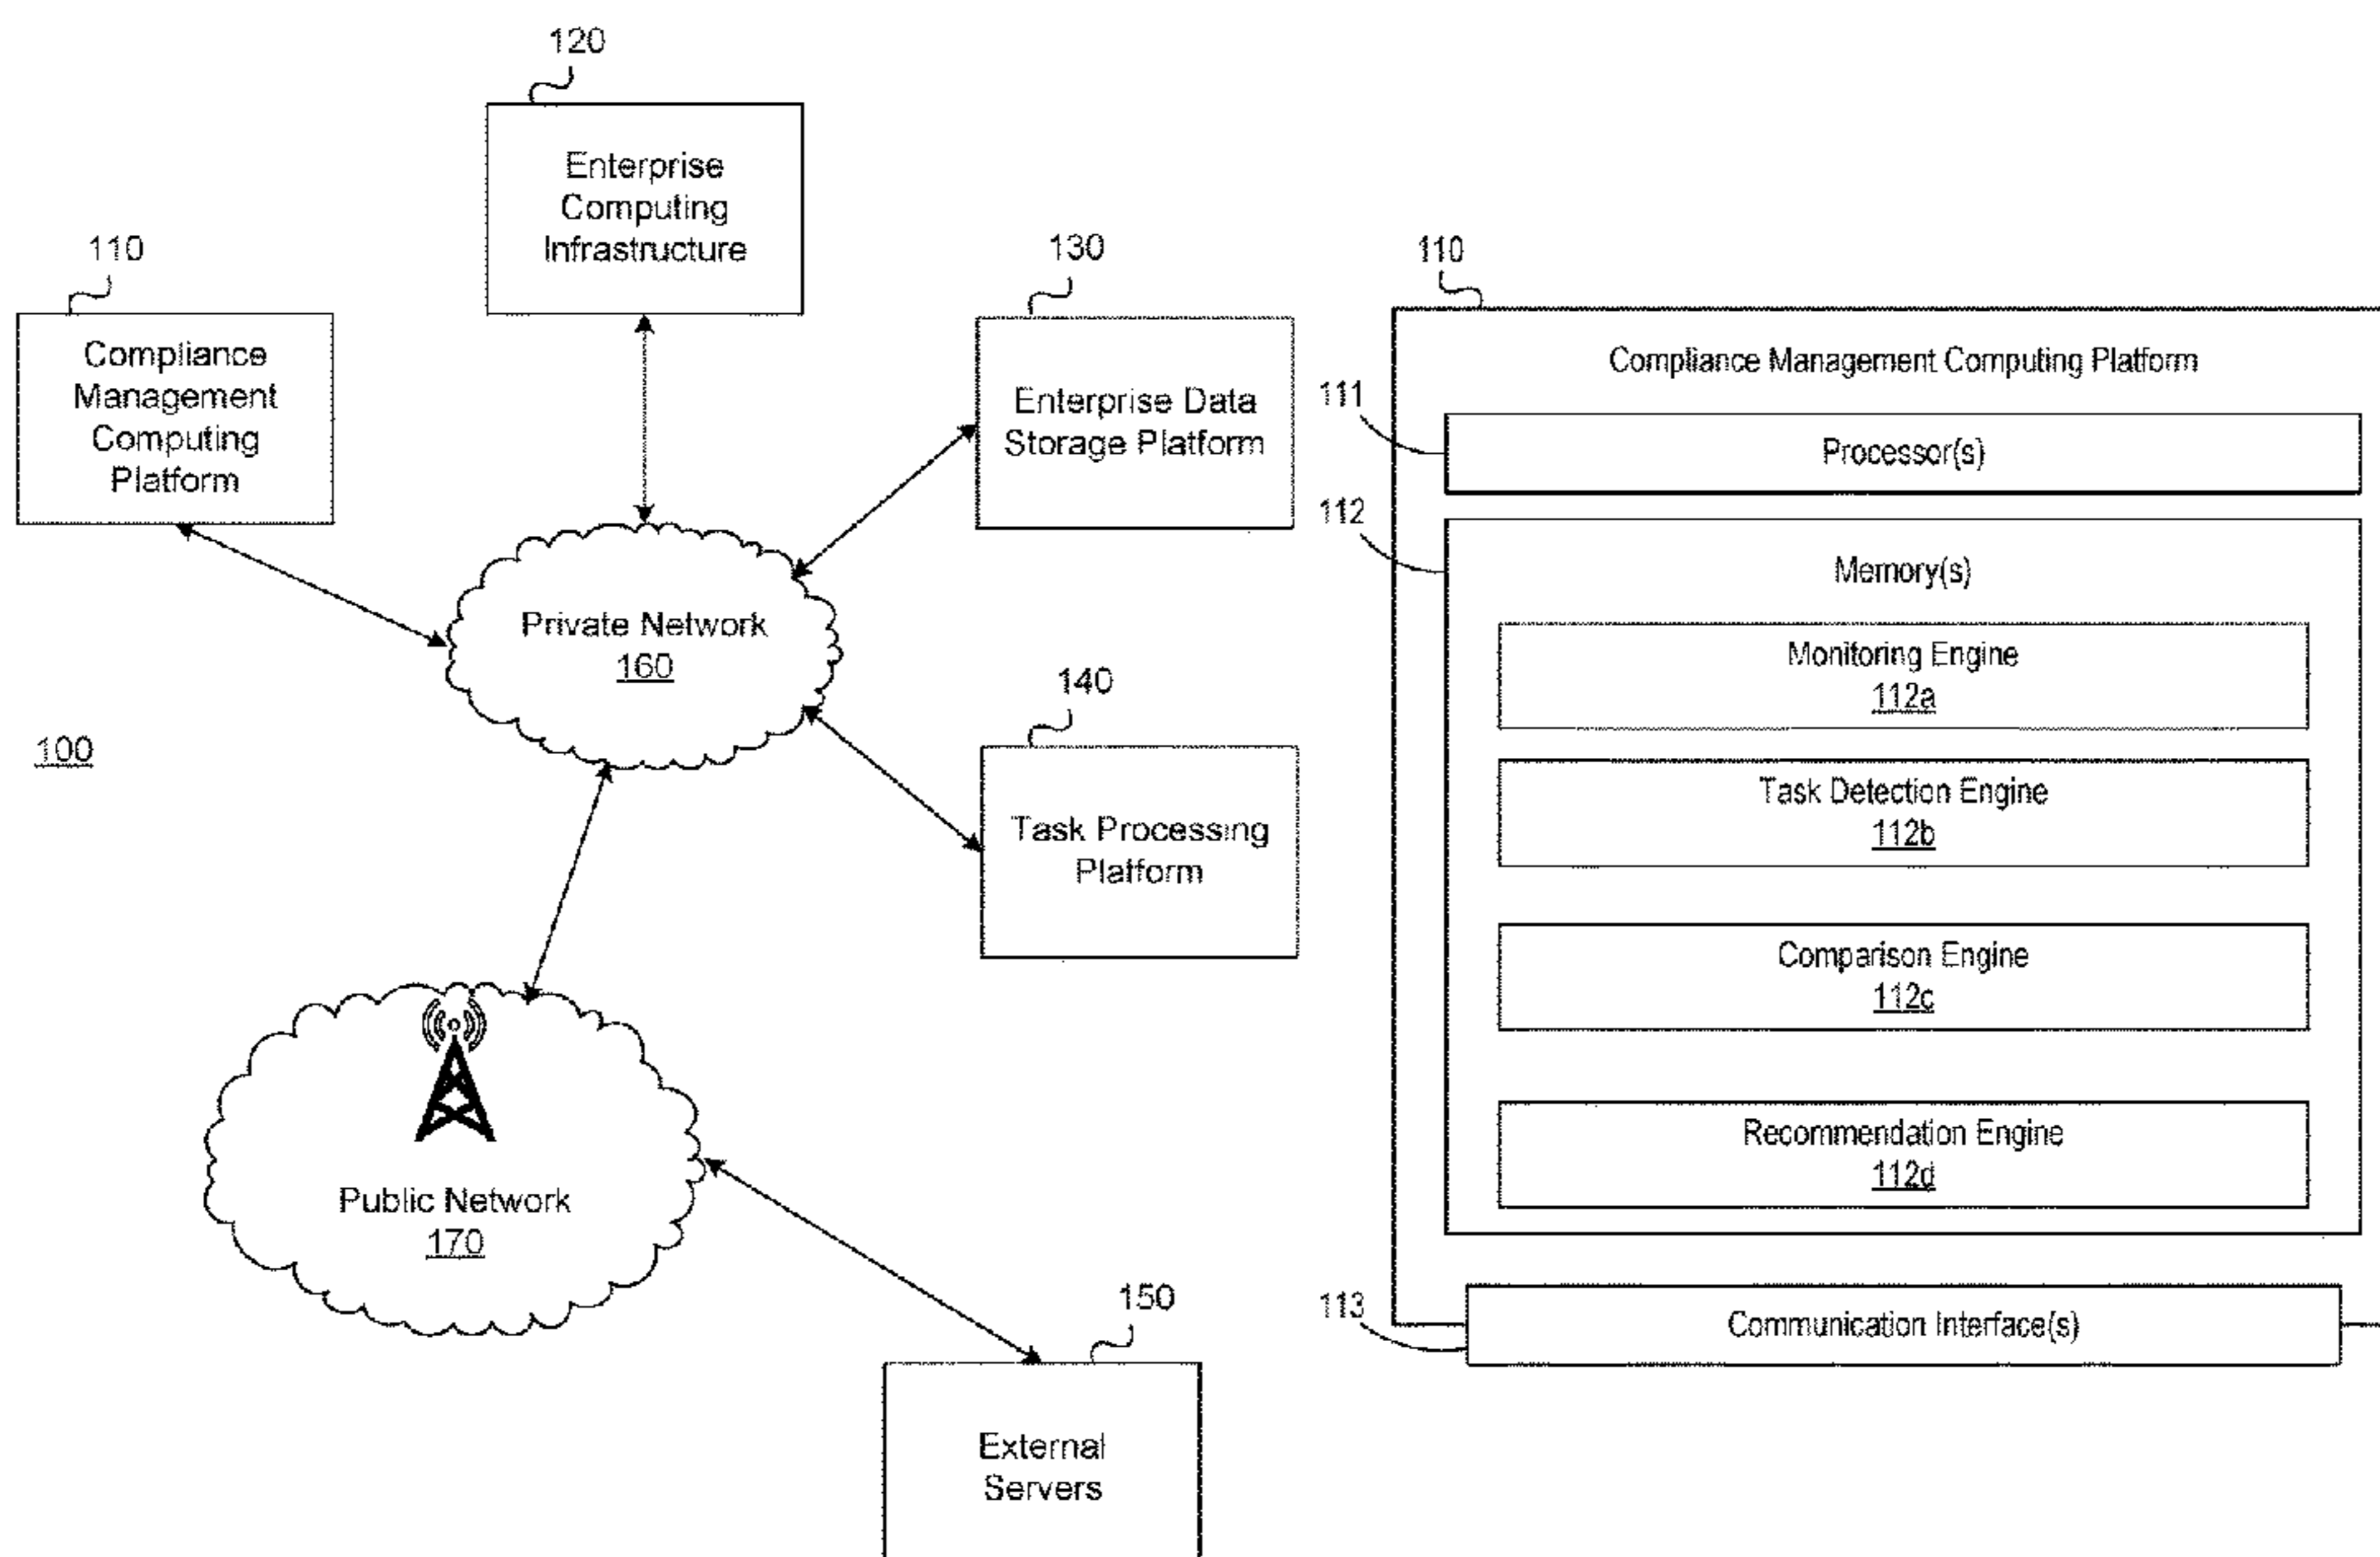 120
Enterprise
Computing
Infrastructure
110
Compliance
Management
Computing
Platform
130
Enterprise Data
Storage Platform
Private Network
160
140
Task Processing
Platform
100
Public Network
170
150
External
Servers
110
Compliance Management Computing Platform
111
Processor(s)
112
Memory(s)
Monitoring Engine
112a
Task Detection Engine
112b
Comparison Engine
112c
Recommendation Engine
112d
113
Communication Interface(s)